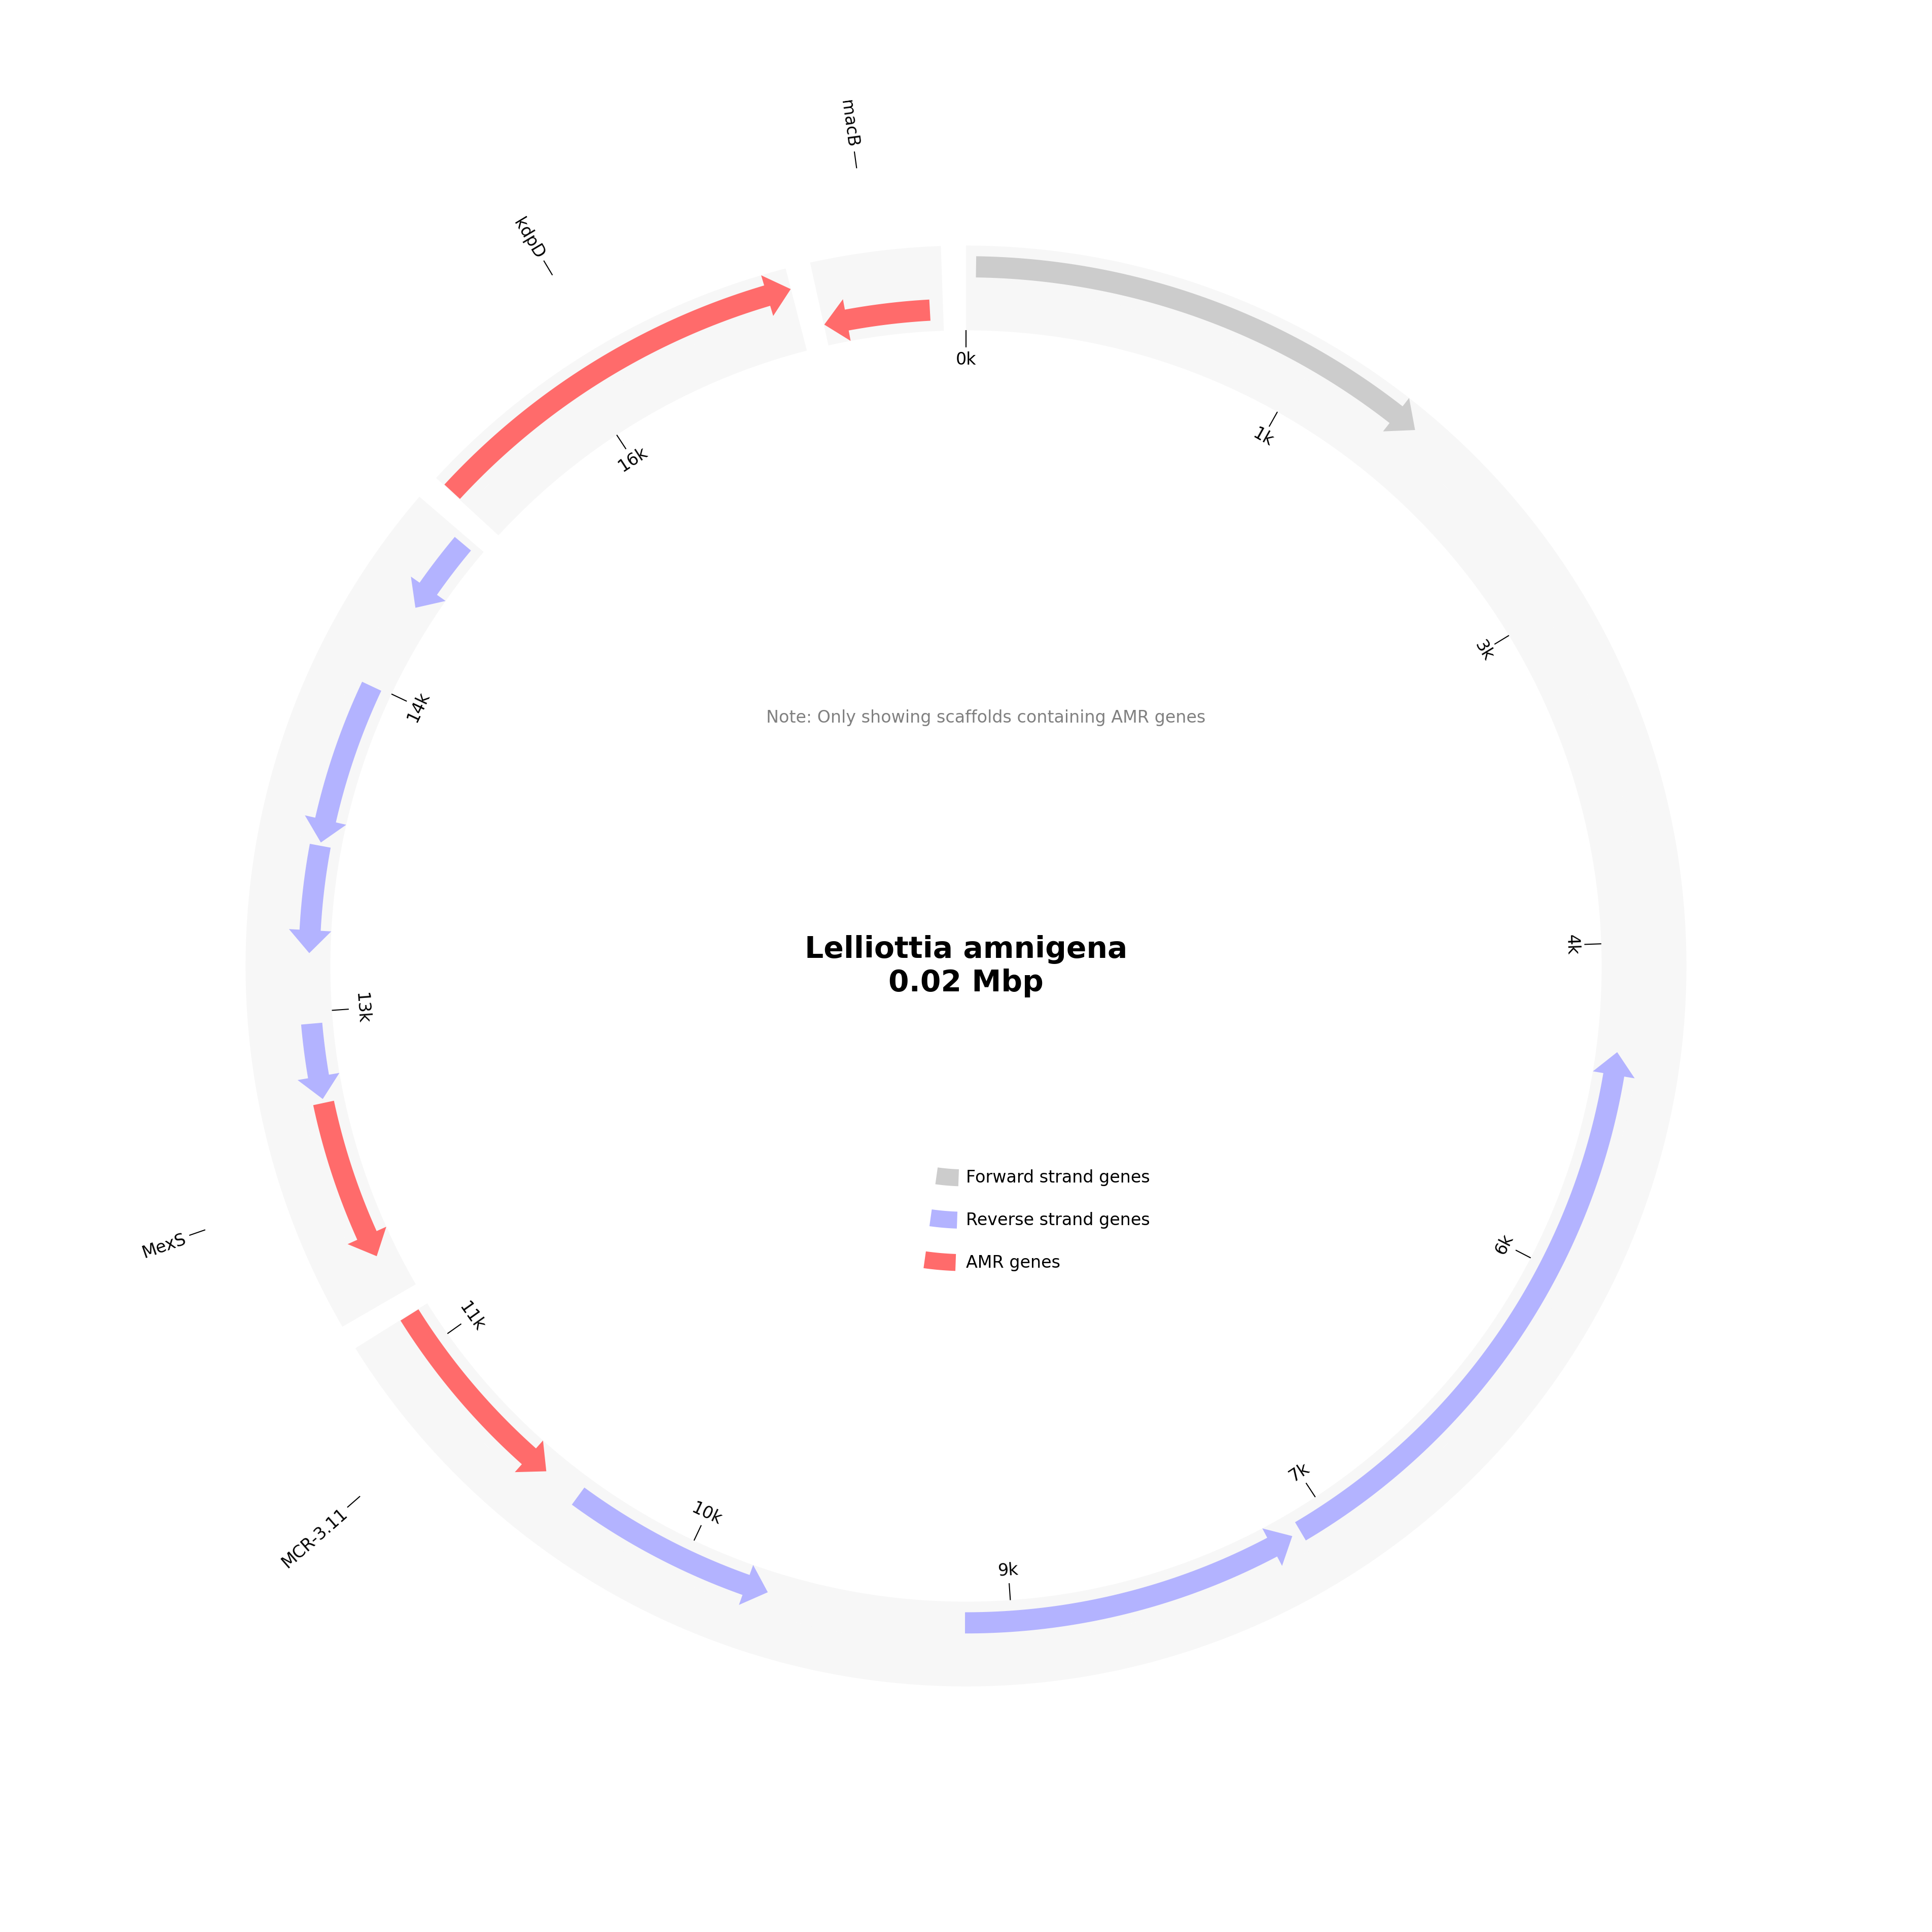 macB
kdpD
0k
1k
16k
3k
14k
Note: Only showing scaffolds containing AMR genes
4k
Lelliottia amnigena
0.02 Mbp
13k
Forward strand genes
Reverse strand genes
AMR genes
MexS
6k
11k
7k
10k
MCR-3.11
9k